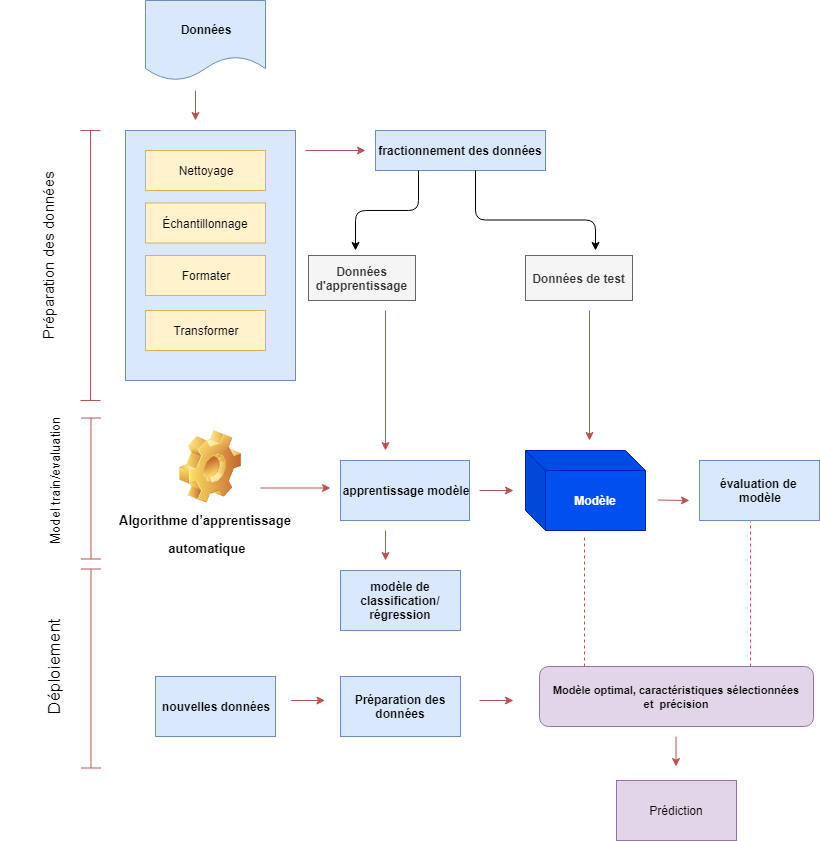 Données
Préparation des données
Nettoyage
Échantillonnage
Formater
Transformer
fractionnement des données
Données
d'apprentissage
Données de test
Model train/evaluation
Algorithme d'apprentissage
automatique
apprentissage modèle
Modèle
évaluation de
modèle
modèle de
classification/
régression
Déploiement
nouvelles données
Préparation des
données
Modèle optimal, caractéristiques sélectionnées
et précision
Prédiction